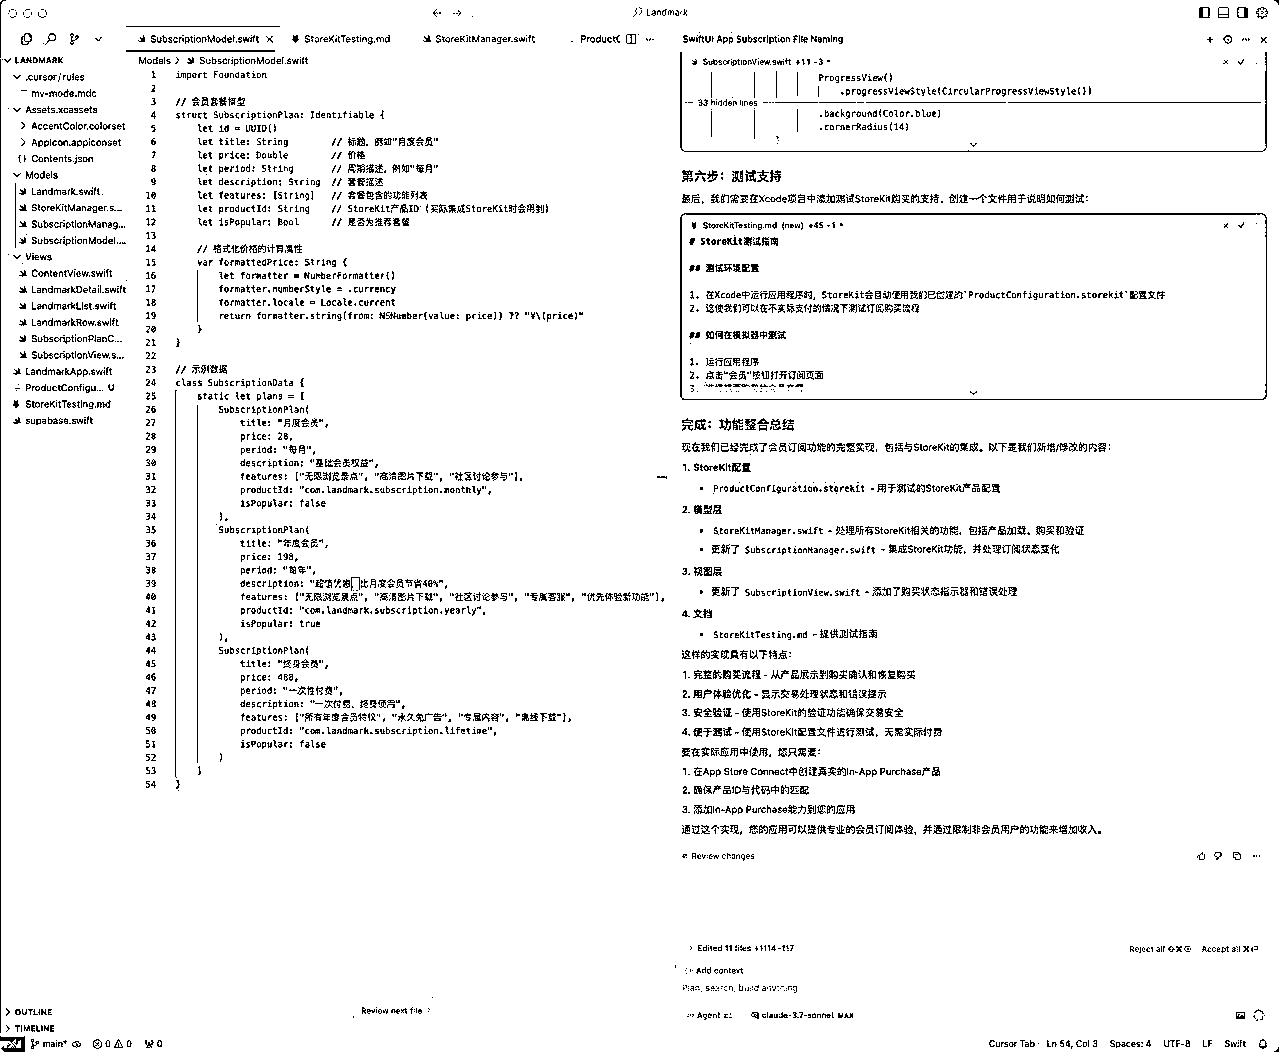 Landmark
LANDMARK
.cursor/rules
mv-mode.mdc
Assets.xcassets
AccentColor.colorset
AppIcon.appiconset
Contents.json
Models
Landmark.swift
StoreKitManager.s...
SubscriptionManag...
SubscriptionModel....
Views
ContentView.swift
LandmarkDetail.swift
LandmarkList.swift
LandmarkRow.swift
SubscriptionPlanC...
SubscriptionView.s...
LandmarkApp.swift
ProductConfigu... U
StoreKitTesting.md
supabase.swift
OUTLINE
TIMELINE
SubscriptionModel.swift
StoreKitTesting.md
StoreKitManager.swift
ProductC
Models > SubscriptionModel.swift
1 import Foundation
2
3 // 会员套餐模型
4 struct SubscriptionPlan: Identifiable {
5 let id = UUID()
6 let title: String // 标题，例如"月度会员"
7 let price: Double // 价格
8 let period: String // 周期描述，例如"每月"
9 let description: String // 套餐描述
10 let features: [String] // 套餐包含的功能列表
11 let productId: String // StoreKit产品ID（实际集成StoreKit时会用到）
12 let isPopular: Bool // 是否为推荐套餐
13
14 // 格式化价格的计算属性
15 var formattedPrice: String {
16 let formatter = NumberFormatter()
17 formatter.numberStyle = .currency
18 formatter.locale = Locale.current
19 return formatter.string(from: NSNumber(value: price)) ?? "¥\(price)"
20 }
21 }
22
23 // 示例数据
24 class SubscriptionData {
25 static let plans = [
26 SubscriptionPlan(
27 title: "月度会员",
28 price: 28,
29 period: "每月",
30 description: "基础会员权益",
31 features: ["无限浏览景点", "高清图片下载", "社区讨论参与"],
32 productId: "com.landmark.subscription.monthly",
33 isPopular: false
34 ),
35 SubscriptionPlan(
36 title: "年度会员",
37 price: 198,
38 period: "每年",
39 description: "超值优惠，比月度会员节省40%",
40 features: ["无限浏览景点", "高清图片下载", "社区讨论参与", "专属客服", "优先体验新功能"],
41 productId: "com.landmark.subscription.yearly",
42 isPopular: true
43 ),
44 SubscriptionPlan(
45 title: "终身会员",
46 price: 488,
47 period: "一次性付费",
48 description: "一次付费，终身使用",
49 features: ["所有年度会员特权", "永久免广告", "专属内容", "离线下载"],
50 productId: "com.landmark.subscription.lifetime",
51 isPopular: false
52 )
53 ]
54 }
Review next file
SwiftUI App Subscription File Naming
SubscriptionView.swift +11 -3
ProgressView()
.progressViewStyle(CircularProgressViewStyle())
33 hidden lines
.background(Color.blue)
.cornerRadius(14)
}
第六步：测试支持
最后，我们需要在Xcode项目中添加测试StoreKit购买的支持，创建一个文件用于说明如何测试：
StoreKitTesting.md (new) +45 -1
# StoreKit测试指南
## 测试环境配置
1. 在Xcode中运行应用程序时，StoreKit会自动使用我们已创建的`ProductConfiguration.storekit`配置文件
2. 这使我们可以在不实际支付的情况下测试订阅购买流程
## 如何在模拟器中测试
1. 运行应用程序
2. 点击"会员"按钮打开订阅页面
完成：功能整合总结
现在我们已经完成了会员订阅功能的完整实现，包括与StoreKit的集成。以下是我们新增/修改的内容：
1. StoreKit配置
• ProductConfiguration.storekit - 用于测试的StoreKit产品配置
2. 模型层
• StoreKitManager.swift - 处理所有StoreKit相关的功能，包括产品加载、购买和验证
• 更新了 SubscriptionManager.swift - 集成StoreKit功能，并处理订阅状态变化
3. 视图层
• 更新了 SubscriptionView.swift - 添加了购买状态指示器和错误处理
4. 文档
• StoreKitTesting.md - 提供测试指南
这样的实现具有以下特点：
1. 完整的购买流程 - 从产品展示到购买确认和恢复购买
2. 用户体验优化 - 显示交易处理状态和错误提示
3. 安全验证 - 使用StoreKit的验证功能确保交易安全
4. 便于测试 - 使用StoreKit配置文件进行测试，无需实际付费
要在实际应用中使用，您只需要：
1. 在App Store Connect中创建真实的In-App Purchase产品
2. 确保产品ID与代码中的匹配
3. 添加In-App Purchase能力到您的应用
通过这个实现，您的应用可以提供专业的会员订阅体验，并通过限制非会员用户的功能来增加收入。
Review changes
Edited 11 files +1114 -117
Reject all
Accept all
Add context
Plan, search, build anything
Agent
claude-3.7-sonnet MAX
main*
0 0
0
Cursor Tab
Ln 54, Col 3
Spaces: 4
UTF-8
LF
Swift